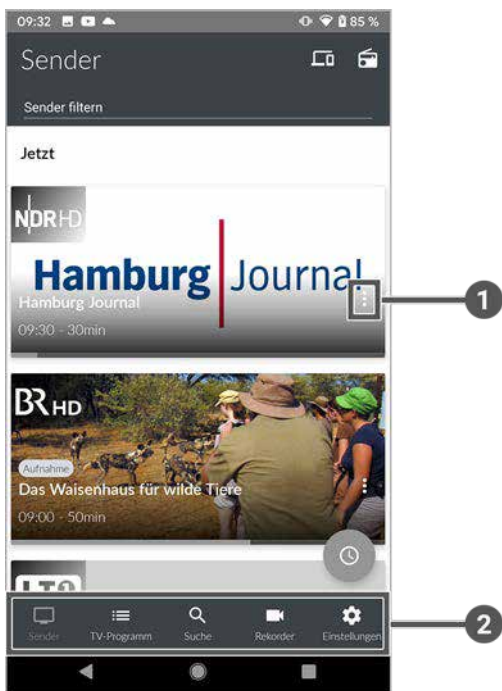 09:32 85 %
Sender
Sender filtern
Jetzt
NDR HD
Hamburg Journal
Hamburg Journal
09:30 - 30min
1
BR HD
Aufnahme
Das Waisenhaus für wilde Tiere
09:00 - 50min
LT1
Sender TV-Programm Suche Rekorder Einstellungen
2